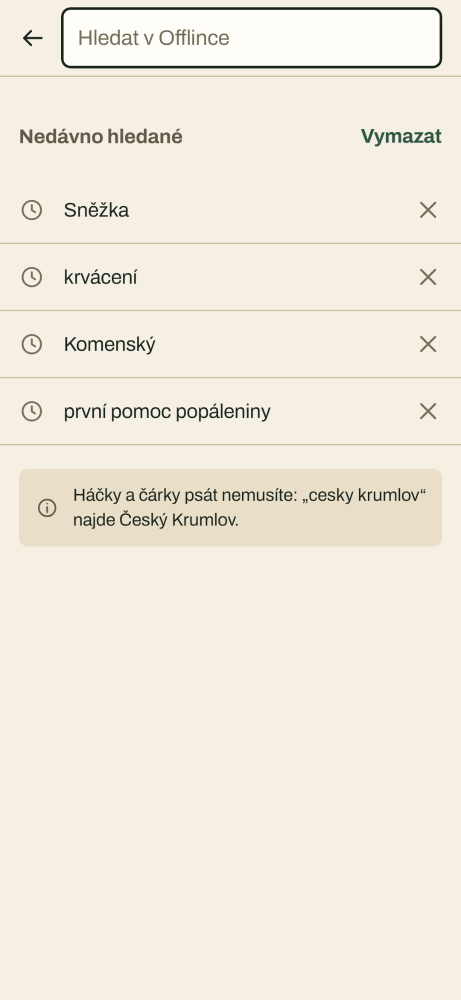 Hledat v Offlince
Nedávno hledané
Vymazat
Sněžka
krvácení
Komenský
první pomoc popáleniny
Háčky a čárky psát nemusíte: „cesky krumlov“
najde Český Krumlov.